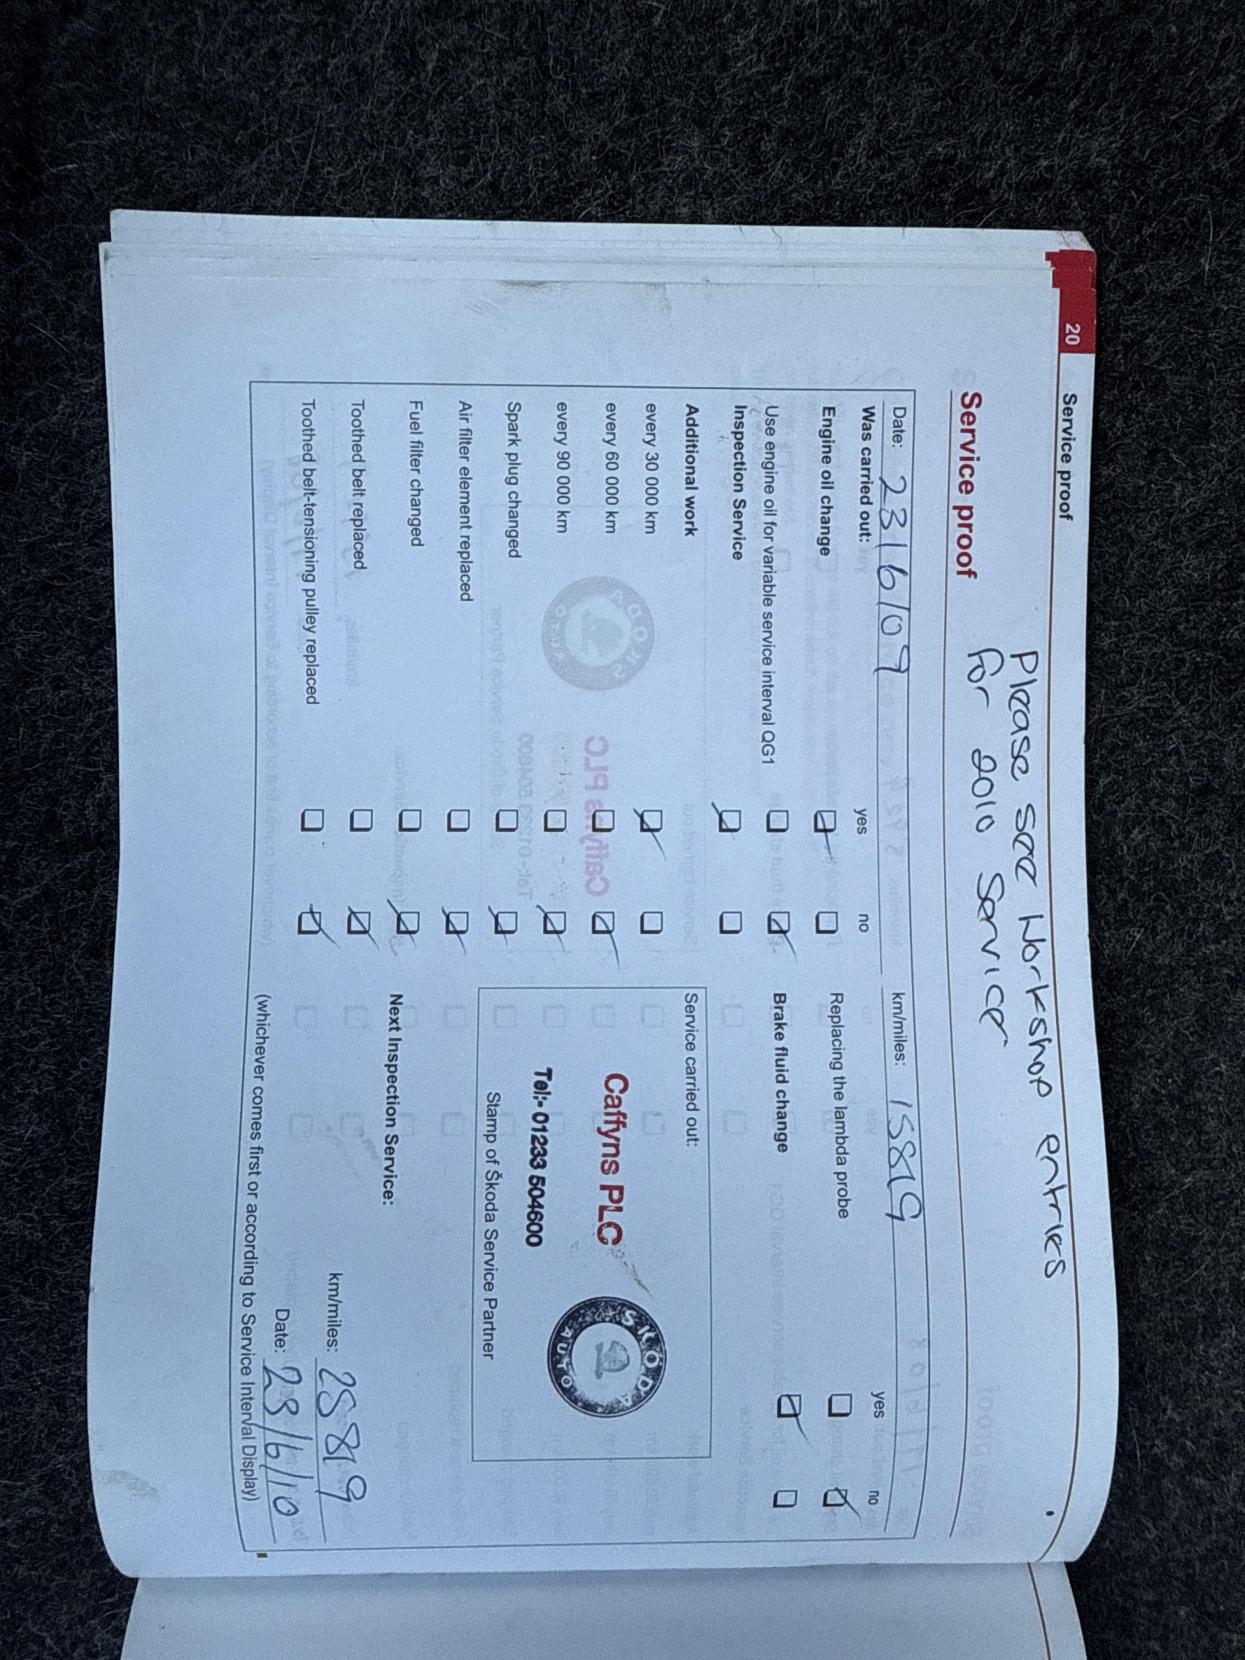 20
Service proof
Please see Workshop entries
for 2010 service
Service proof
Date: 23/6/09 km/miles: 15819
Was carried out: yes no yes no
Engine oil change Replacing the lambda probe
Use engine oil for variable service interval QG1 Brake fluid change
Inspection Service
Additional work Service carried out:
every 30 000 km
every 60 000 km
every 90 000 km
Spark plug changed
Air filter element replaced
Fuel filter changed
Toothed belt replaced
Toothed belt-tensioning pulley replaced
Caffyns PLC
Tel:- 01233 504600
SKODA
AUTO
Stamp of Škoda Service Partner
Next Inspection Service:
km/miles: 25819
Date: 23/6/10
(whichever comes first or according to Service Interval Display)